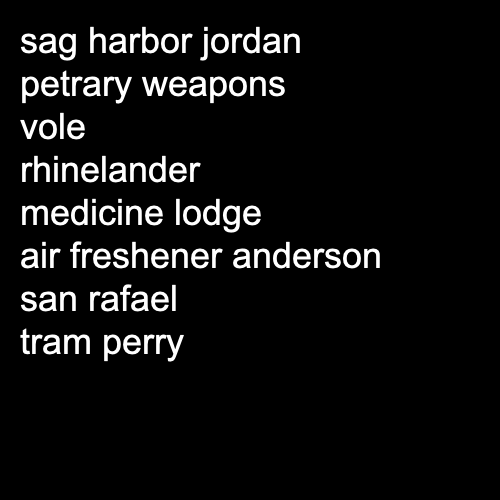 sag harbor jordan
petrary weapons
vole
rhinelander
medicine lodge
air freshener anderson
san rafael
tram perry